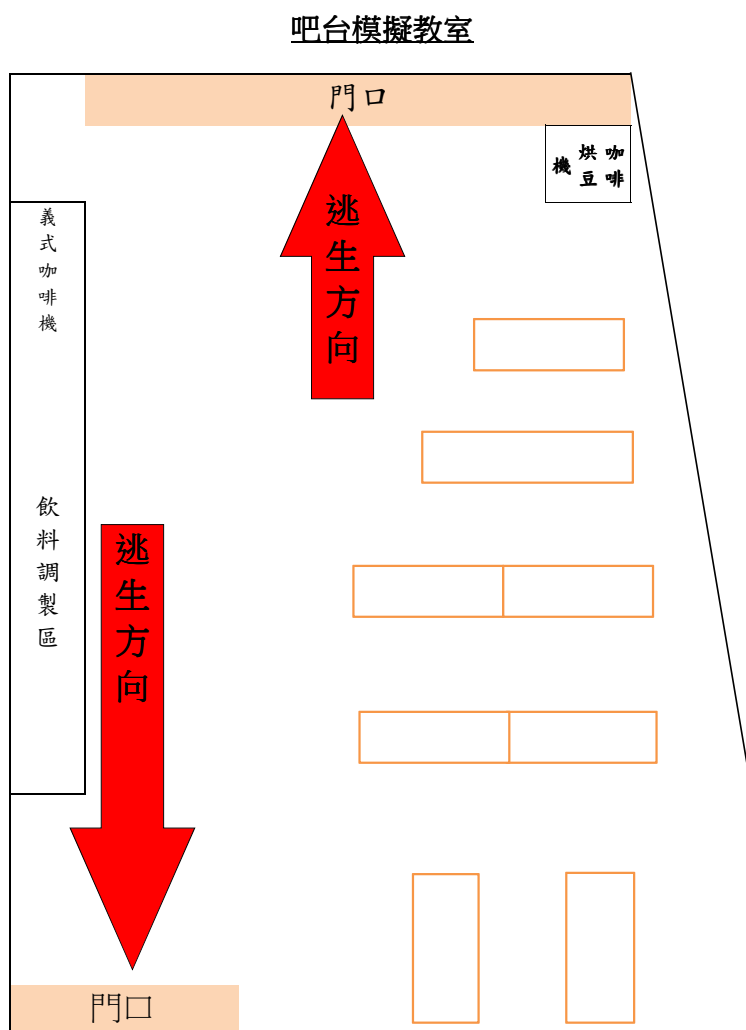 吧台模擬教室
門口
咖啡
烘豆
機
逃生方向
義式咖啡機
飲料調製區
逃生方向
門口